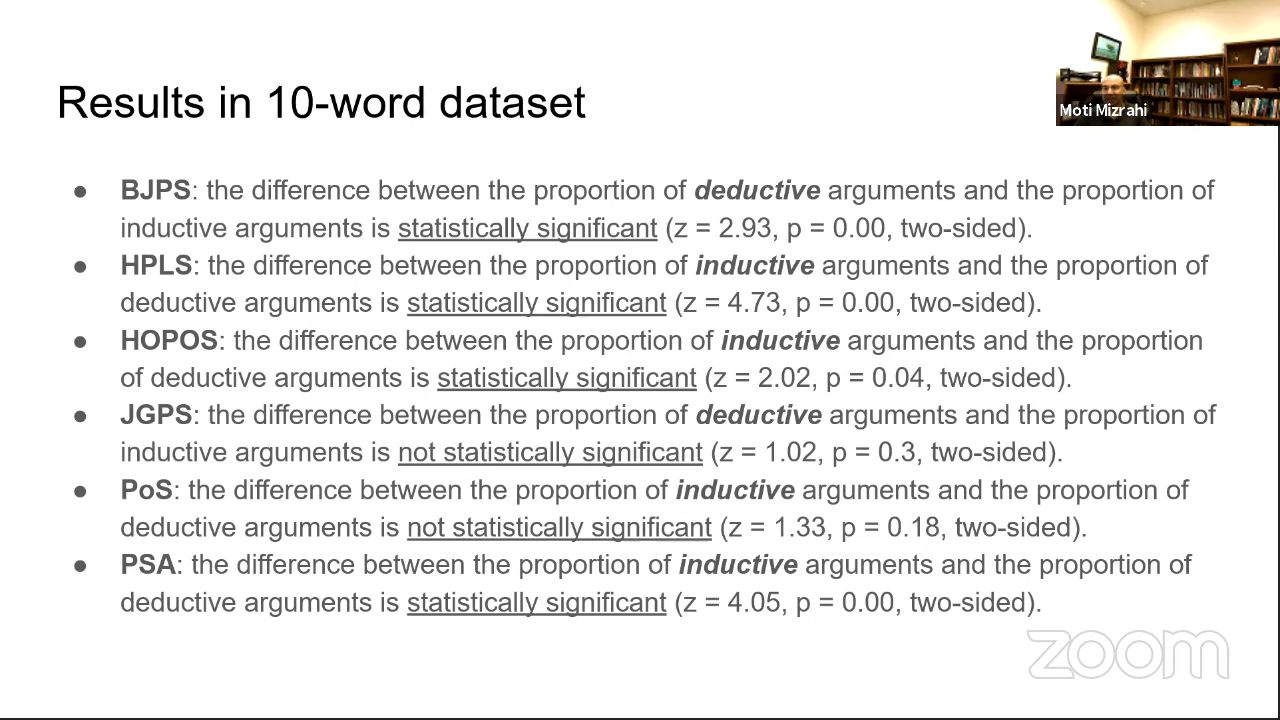 Moti Mizrahi
Results in 10-word dataset
● BJPS: the difference between the proportion of deductive arguments and the proportion of
inductive arguments is statistically significant (z = 2.93, p = 0.00, two-sided).
● HPLS: the difference between the proportion of inductive arguments and the proportion of
deductive arguments is statistically significant (z = 4.73, p = 0.00, two-sided).
● HOPOS: the difference between the proportion of inductive arguments and the proportion
of deductive arguments is statistically significant (z = 2.02, p = 0.04, two-sided).
● JGPS: the difference between the proportion of deductive arguments and the proportion of
inductive arguments is not statistically significant (z = 1.02, p = 0.3, two-sided).
● PoS: the difference between the proportion of inductive arguments and the proportion of
deductive arguments is not statistically significant (z = 1.33, p = 0.18, two-sided).
● PSA: the difference between the proportion of inductive arguments and the proportion of
deductive arguments is statistically significant (z = 4.05, p = 0.00, two-sided).
zoom